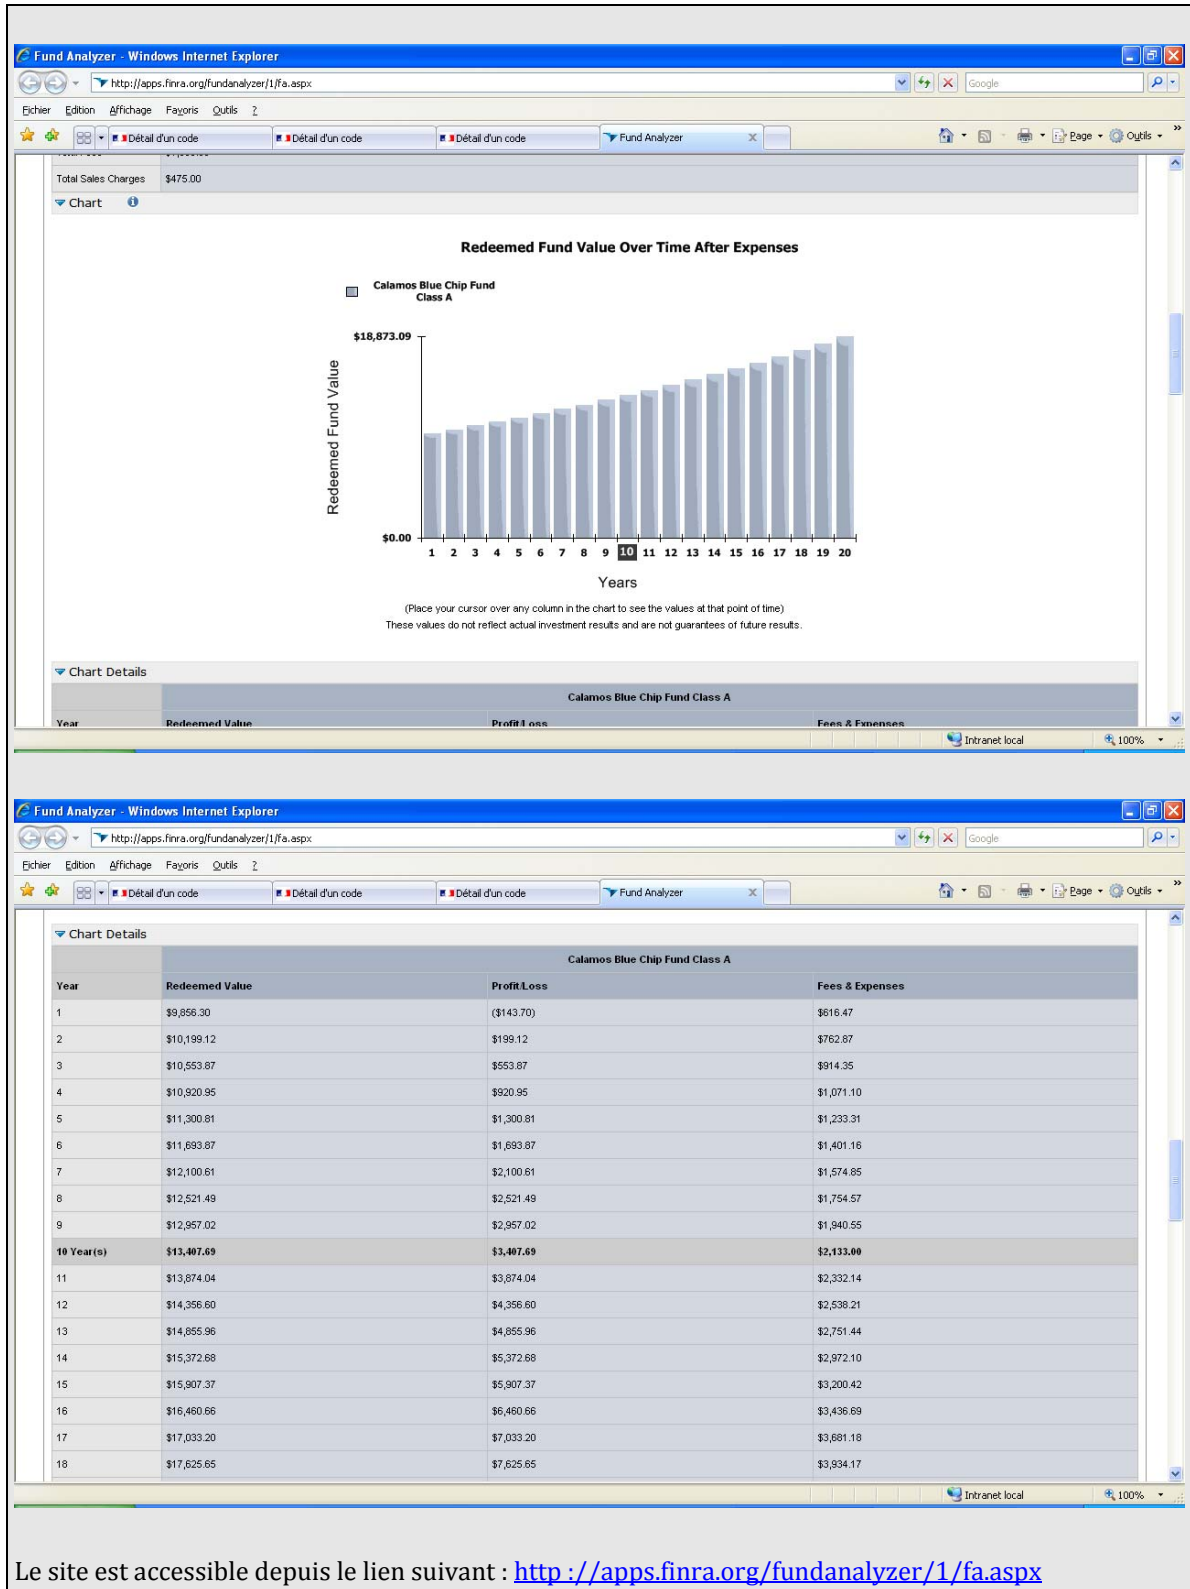 Fund Analyzer - Windows Internet Explorer
http://apps.finra.org/fundanalyzer/1/fa.aspx
Google
Fichier Edition Affichage Favoris Outils ?
Détail d'un code Détail d'un code Détail d'un code Fund Analyzer Page Outils
Total Sales Charges $475.00
Chart
Redeemed Fund Value Over Time After Expenses
Calamos Blue Chip Fund
Class A
$18,873.09
Redeemed Fund Value
$0.00
1 2 3 4 5 6 7 8 9 10 11 12 13 14 15 16 17 18 19 20
Years
(Place your cursor over any column in the chart to see the values at that point of time)
These values do not reflect actual investment results and are not guarantees of future results.
Chart Details
Calamos Blue Chip Fund Class A
Year Redeemed Value Profit/Loss Fees & Expenses
Intranet local 100%
Fund Analyzer - Windows Internet Explorer
http://apps.finra.org/fundanalyzer/1/fa.aspx
Google
Fichier Edition Affichage Favoris Outils ?
Détail d'un code Détail d'un code Détail d'un code Fund Analyzer Page Outils
Chart Details
Calamos Blue Chip Fund Class A
Year Redeemed Value Profit/Loss Fees & Expenses
1 $9,856.30 ($143.70) $616.47
2 $10,199.12 $199.12 $762.87
3 $10,553.87 $553.87 $914.35
4 $10,920.95 $920.95 $1,071.10
5 $11,300.81 $1,300.81 $1,233.31
6 $11,693.87 $1,693.87 $1,401.16
7 $12,100.61 $2,100.61 $1,574.85
8 $12,521.49 $2,521.49 $1,754.57
9 $12,957.02 $2,957.02 $1,940.55
10 Year(s) $13,407.69 $3,407.69 $2,133.00
11 $13,874.04 $3,874.04 $2,332.14
12 $14,356.60 $4,356.60 $2,538.21
13 $14,855.96 $4,855.96 $2,751.44
14 $15,372.68 $5,372.68 $2,972.10
15 $15,907.37 $5,907.37 $3,200.42
16 $16,460.66 $6,460.66 $3,436.69
17 $17,033.20 $7,033.20 $3,681.18
18 $17,625.65 $7,625.65 $3,934.17
Intranet local 100%
Le site est accessible depuis le lien suivant : http ://apps.finra.org/fundanalyzer/1/fa.aspx